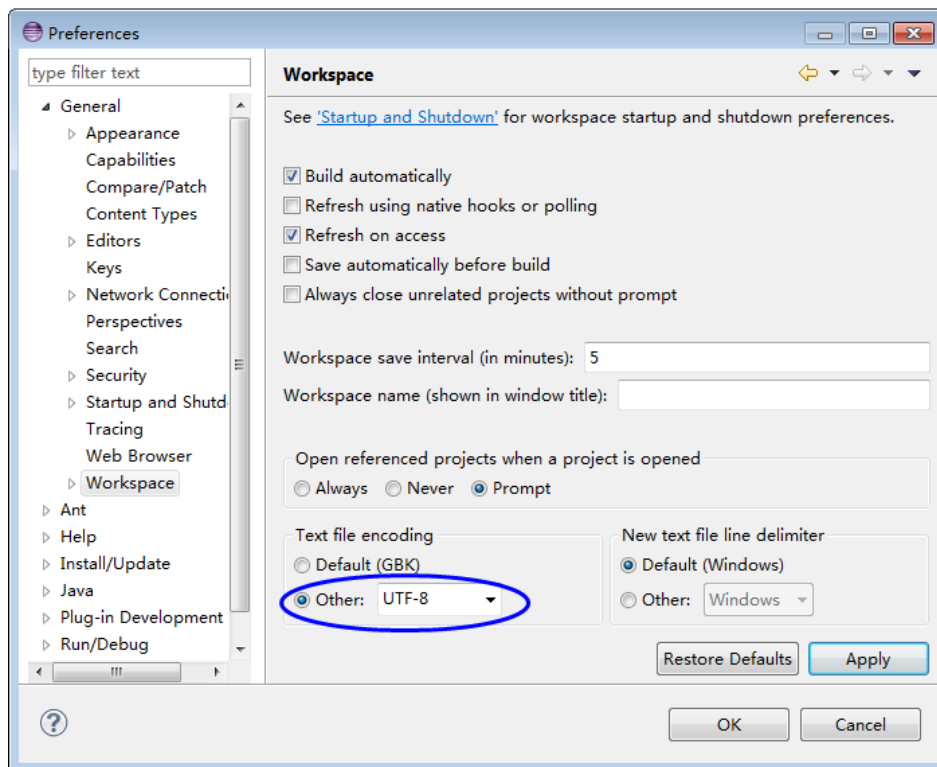 Preferences
type filter text
General
Appearance
Capabilities
Compare/Patch
Content Types
Editors
Keys
Network Connecti
Perspectives
Search
Security
Startup and Shutd
Tracing
Web Browser
Workspace
Ant
Help
Install/Update
Java
Plug-in Development
Run/Debug
Workspace
See 'Startup and Shutdown' for workspace startup and shutdown preferences.
Build automatically
Refresh using native hooks or polling
Refresh on access
Save automatically before build
Always close unrelated projects without prompt
Workspace save interval (in minutes): 5
Workspace name (shown in window title):
Open referenced projects when a project is opened
Always Never Prompt
Text file encoding
Default (GBK)
Other: UTF-8
New text file line delimiter
Default (Windows)
Other: Windows
Restore Defaults Apply
? OK Cancel